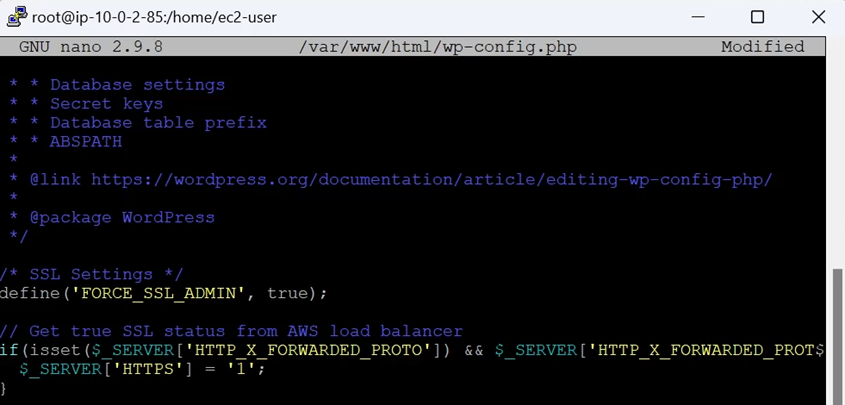 root@ip-10-0-2-85:/home/ec2-user
GNU nano 2.9.8 /var/www/html/wp-config.php Modified
* * Database settings
* * Secret keys
* * Database table prefix
* * ABSPATH
*
* @link https://wordpress.org/documentation/article/editing-wp-config-php/
*
* @package WordPress
*/
/* SSL Settings */
define('FORCE_SSL_ADMIN', true);
// Get true SSL status from AWS load balancer
if(isset($_SERVER['HTTP_X_FORWARDED_PROTO']) && $_SERVER['HTTP_X_FORWARDED_PROT$
$_SERVER['HTTPS'] = '1';
}